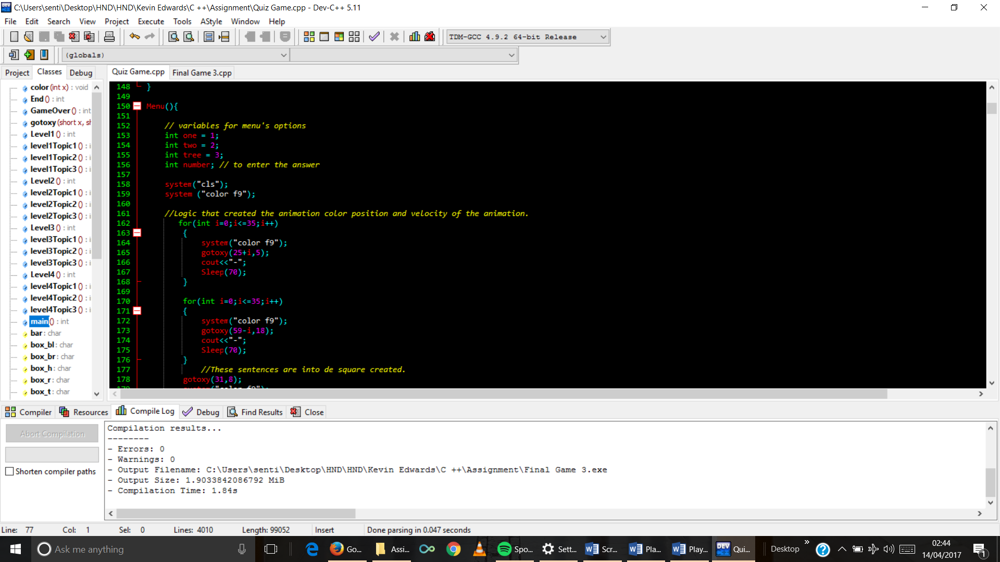 C:\Users\senti\Desktop\HND\HND\Kevin Edwards\C ++\Assignment\Quiz Game.cpp - Dev-C++ 5.11
File Edit Search View Project Execute Tools AStyle Window Help
TDM-GCC 4.9.2 64-bit Release
(globals)
Project Classes Debug
Quiz Game.cpp Final Game 3.cpp
color (int x) : void
End () : int
GameOver () : int
gotoxy (short x, sh
Level1 () : int
level1Topic1 () : i
level1Topic2 () : i
level1Topic3 () : i
Level2 () : int
level2Topic1 () : i
level2Topic2 () : i
level2Topic3 () : i
Level3 () : int
level3Topic1 () : i
level3Topic2 () : i
level3Topic3 () : i
Level4 () : int
level4Topic1 () : i
level4Topic2 () : i
level4Topic3 () : i
main () : int
bar : char
box_bl : char
box_br : char
box_h : char
box_r : char
box_t : char
148 }
149
150 Menu(){
151
152 // variables for menu's options
153 int one = 1;
154 int two = 2;
155 int tree = 3;
156 int number; // to enter the answer
157
158 system("cls");
159 system ("color f9");
160
161 //Logic that created the animation color position and velocity of the animation.
162 for(int i=0;i<=35;i++)
163 {
164 system("color f9");
165 gotoxy(25+i,5);
166 cout<<"-";
167 Sleep(70);
168 }
169
170 for(int i=0;i<=35;i++)
171 {
172 system("color f9");
173 gotoxy(59-i,18);
174 cout<<"-";
175 Sleep(70);
176 }
177 //These sentences are into de square created.
178 gotoxy(31,8);
179 system("color f9");
Compiler Resources Compile Log Debug Find Results Close
Abort Compilation
Shorten compiler paths
Compilation results...
--------
- Errors: 0
- Warnings: 0
- Output Filename: C:\Users\senti\Desktop\HND\HND\Kevin Edwards\C ++\Assignment\Final Game 3.exe
- Output Size: 1.9033842086792 MiB
- Compilation Time: 1.84s
Line: 77 Col: 1 Sel: 0 Lines: 4010 Length: 99052 Insert Done parsing in 0.047 seconds
Ask me anything
Go... Assi... Spo... Sett... Scr... Pla... Play... DEV Qui... Desktop
02:44
14/04/2017
1